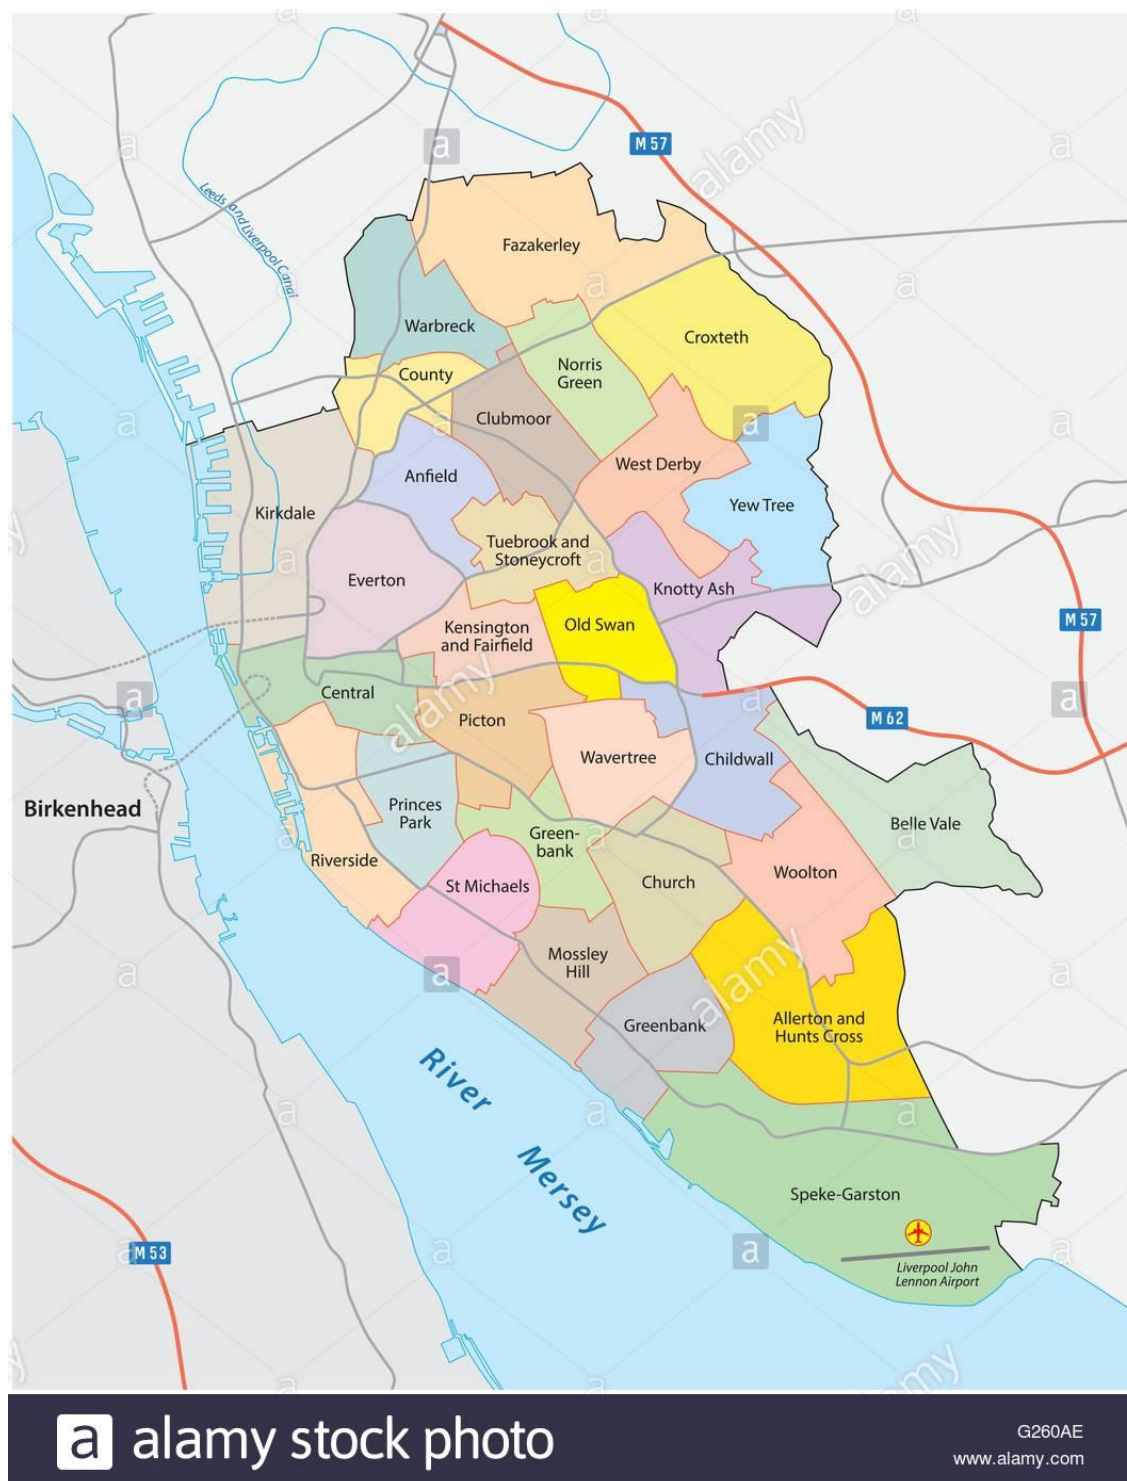 M 57
Leeds and Liverpool Canal
Fazakerley
Warbreck
Croxteth
County
Norris
Green
Clubmoor
West Derby
Anfield
Yew Tree
Kirkdale
Tuebrook and
Stoneycroft
Everton
Knotty Ash
Old Swan
Kensington
and Fairfield
M 57
Central
Picton
M 62
Wavertree
Childwall
Birkenhead
Princes
Park
Green-
bank
Belle Vale
Riverside
St Michaels
Church
Woolton
Mossley
Hill
Greenbank
Allerton and
Hunts Cross
River
Mersey
Speke-Garston
M 53
Liverpool John
Lennon Airport
a
alamy
a alamy stock photo
G260AE
www.alamy.com